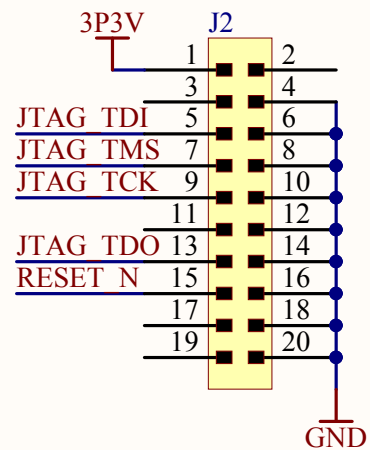 3P3V J2
1 2
3 4
JTAG_TDI 5 6
JTAG_TMS 7 8
JTAG_TCK 9 10
11 12
JTAG_TDO 13 14
RESET_N 15 16
17 18
19 20
GND